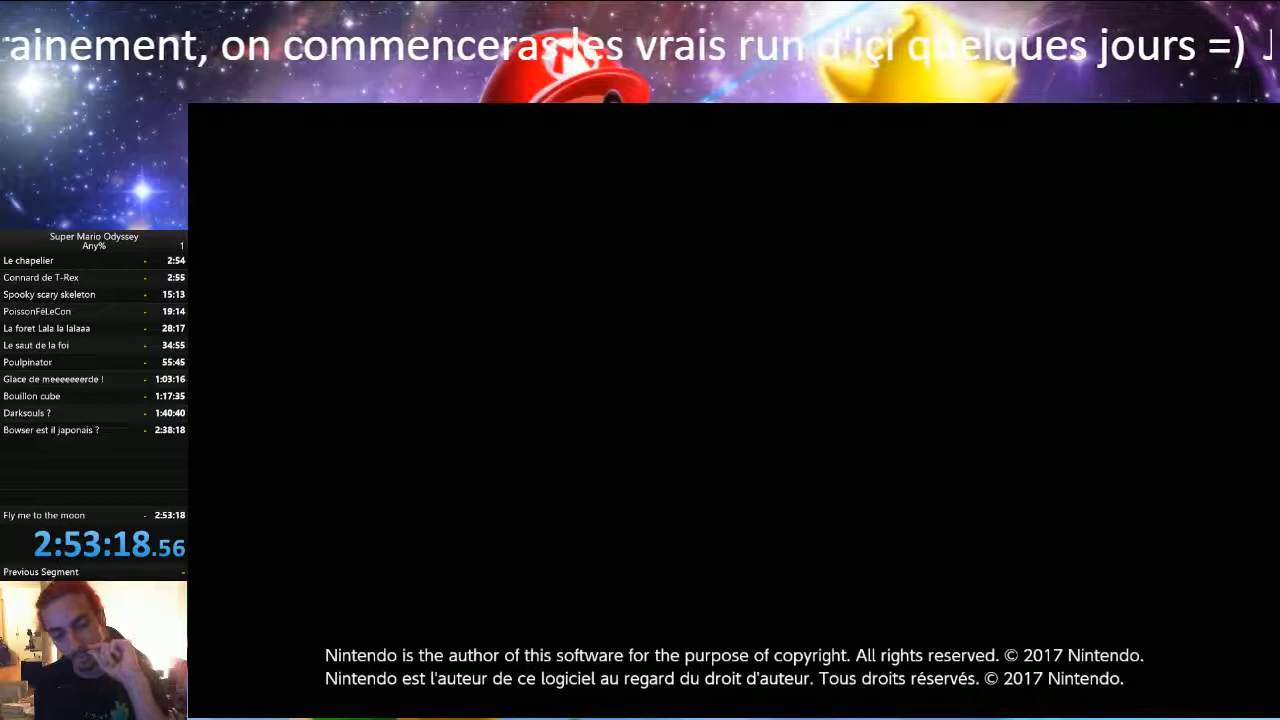 rainement, on commenceras les vrais run d'içi quelques jours =)
Super Mario Odyssey
Any% 1
Le chapelier - 2:54
Connard de T-Rex - 2:55
Spooky scary skeleton - 15:13
PoissonFéLeCon - 19:14
La foret Lala la lalaaa - 28:17
Le saut de la foi - 34:55
Poulpinator - 55:45
Glace de meeeeeeerde ! - 1:03:16
Bouillon cube - 1:17:35
Darksouls ? - 1:40:40
Bowser est il japonais ? - 2:38:18
Fly me to the moon - 2:53:18
2:53:18.56
Previous Segment -
Nintendo is the author of this software for the purpose of copyright. All rights reserved. © 2017 Nintendo.
Nintendo est l'auteur de ce logiciel au regard du droit d'auteur. Tous droits réservés. © 2017 Nintendo.